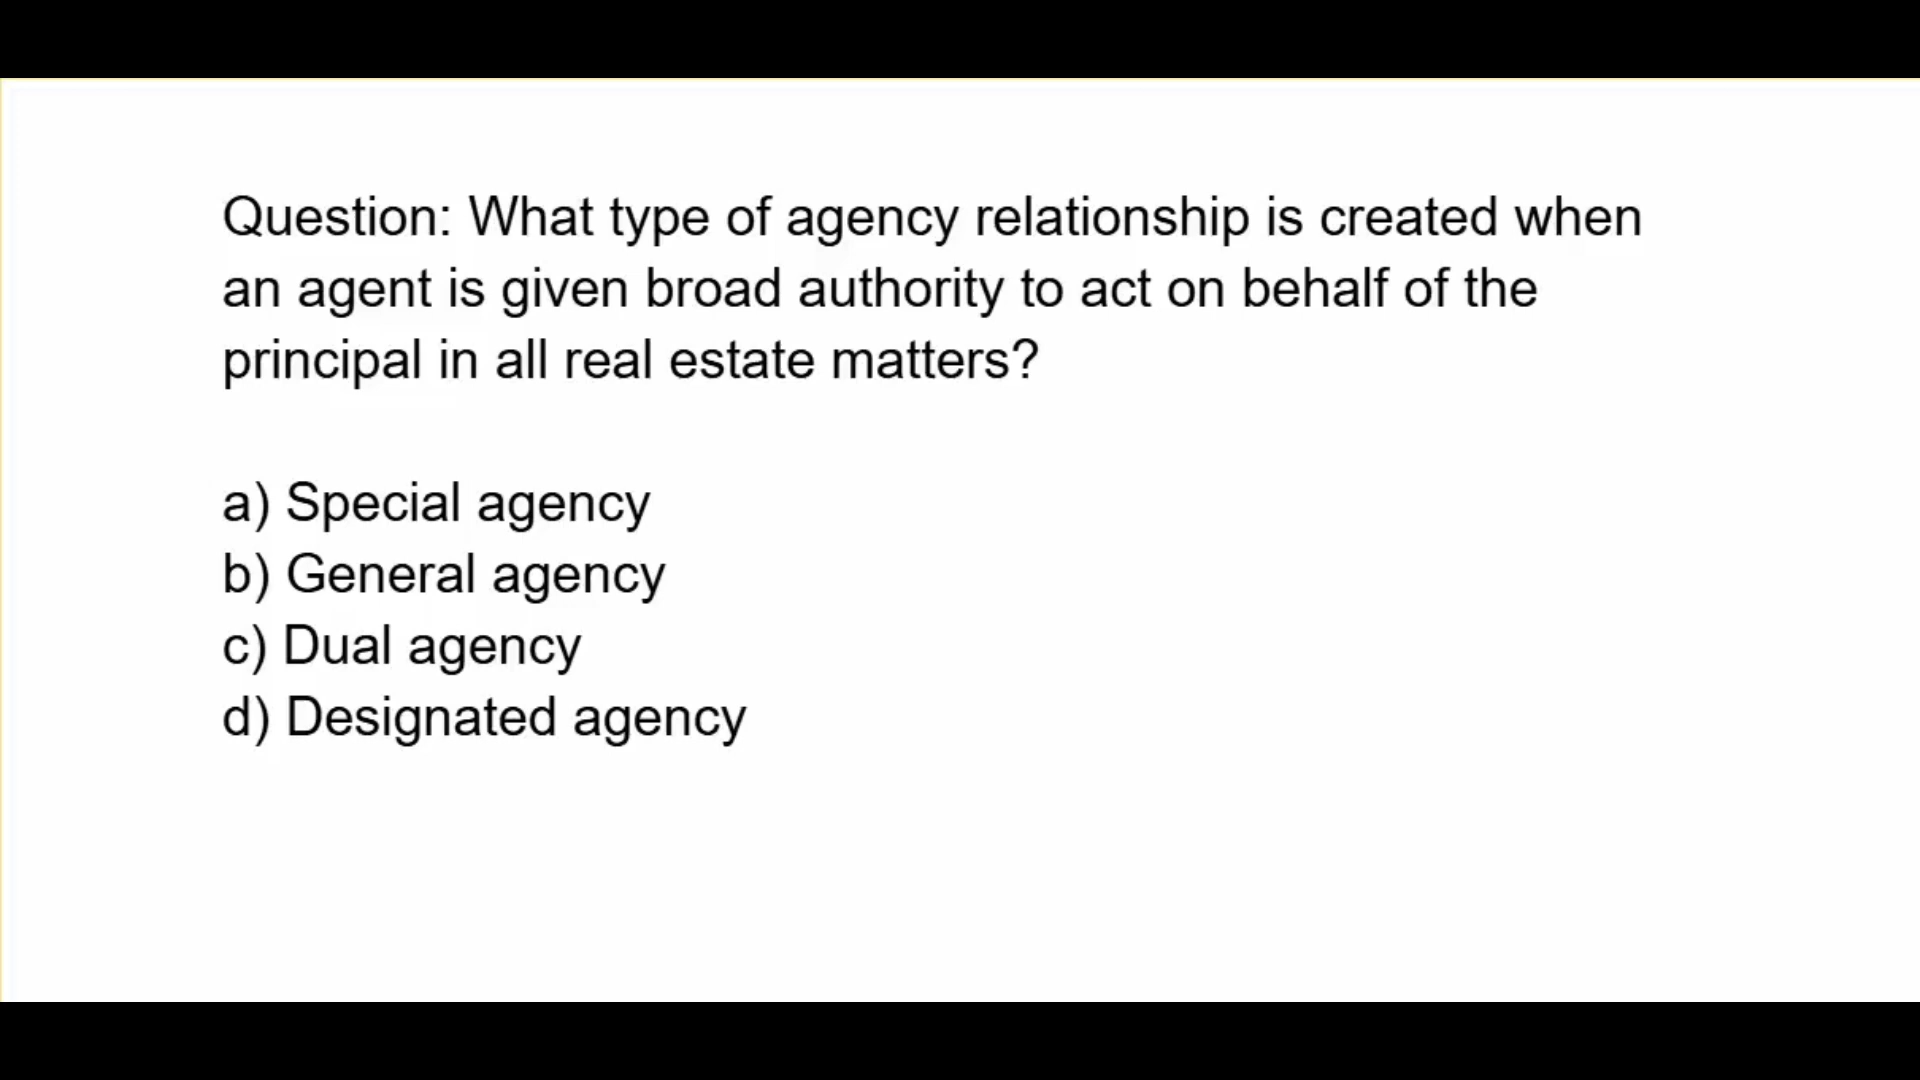 Question: What type of agency relationship is created when
an agent is given broad authority to act on behalf of the
principal in all real estate matters?
a) Special agency
b) General agency
c) Dual agency
d) Designated agency